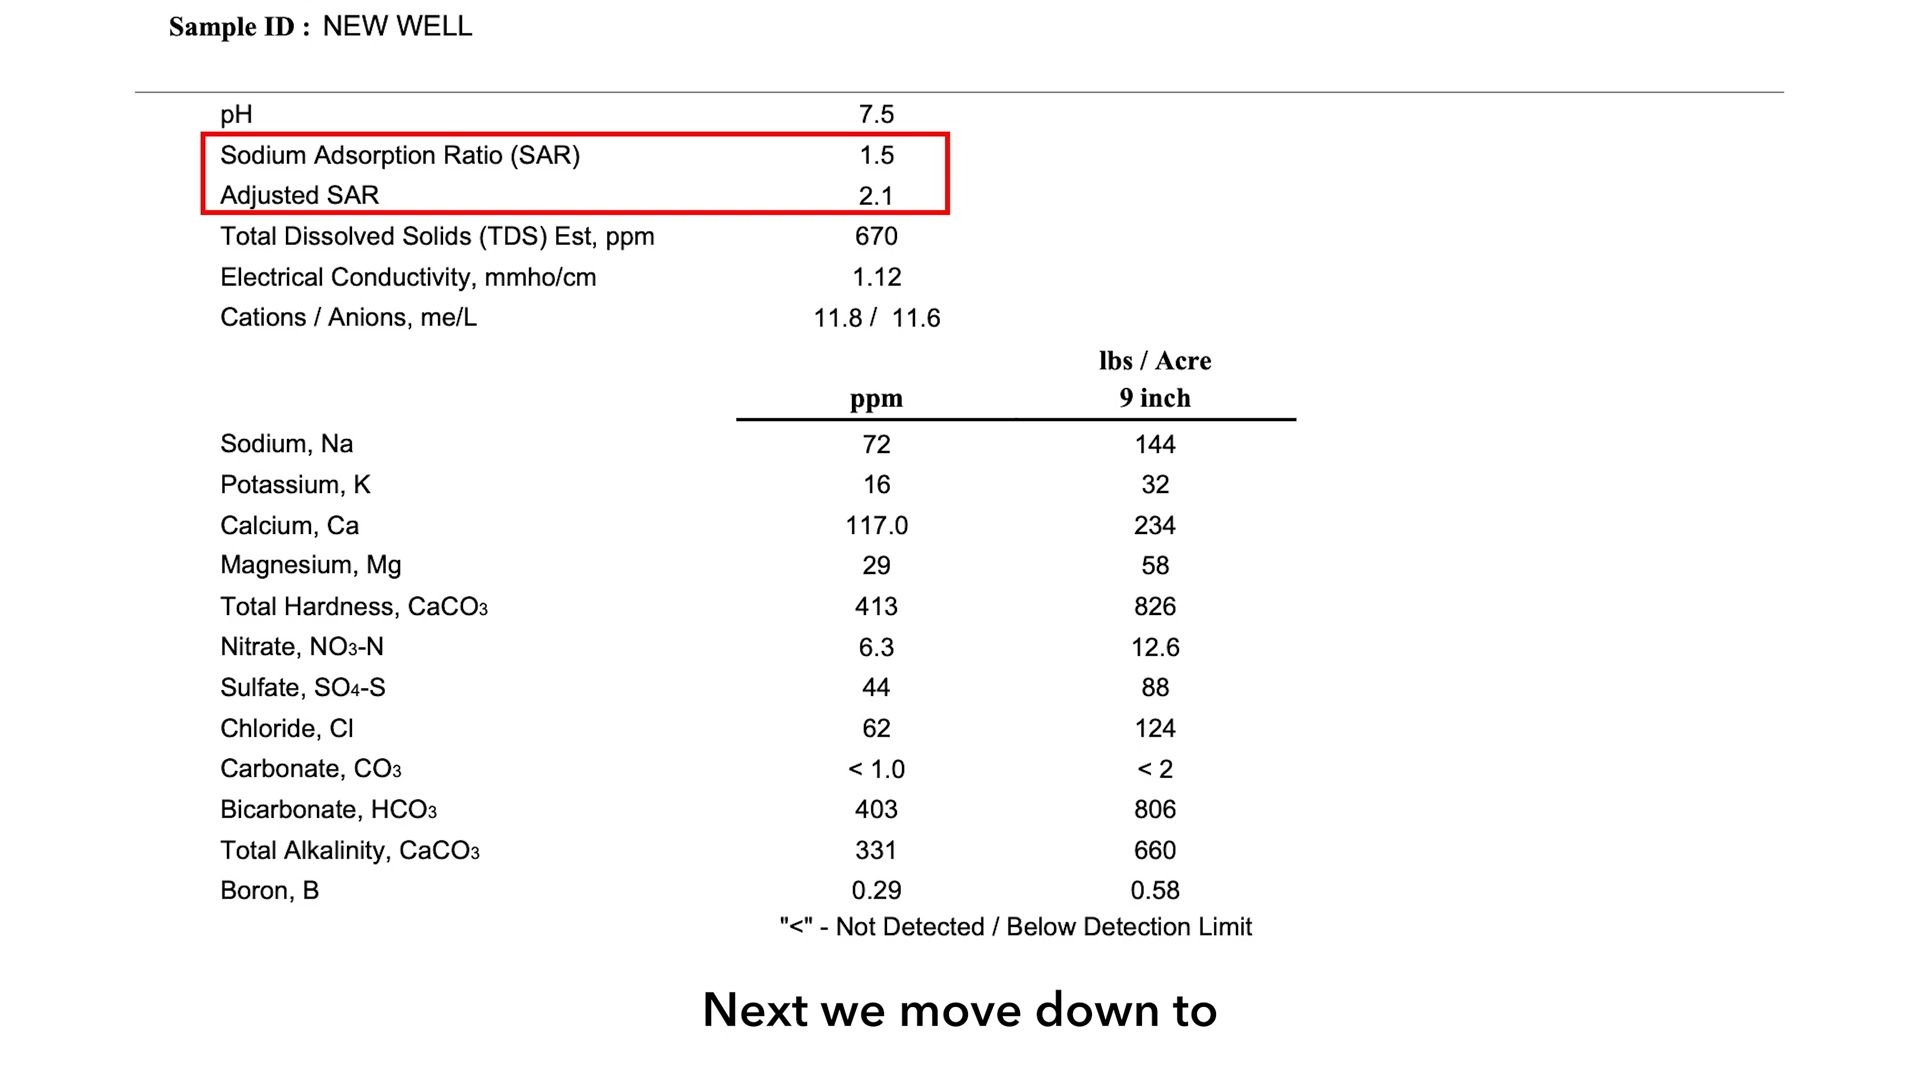 Sample ID : NEW WELL
pH 7.5
Sodium Adsorption Ratio (SAR) 1.5
Adjusted SAR 2.1
Total Dissolved Solids (TDS) Est, ppm 670
Electrical Conductivity, mmho/cm 1.12
Cations / Anions, me/L 11.8 / 11.6
lbs / Acre
ppm 9 inch
Sodium, Na 72 144
Potassium, K 16 32
Calcium, Ca 117.0 234
Magnesium, Mg 29 58
Total Hardness, CaCO3 413 826
Nitrate, NO3-N 6.3 12.6
Sulfate, SO4-S 44 88
Chloride, Cl 62 124
Carbonate, CO3 < 1.0 < 2
Bicarbonate, HCO3 403 806
Total Alkalinity, CaCO3 331 660
Boron, B 0.29 0.58
"<" - Not Detected / Below Detection Limit
Next we move down to